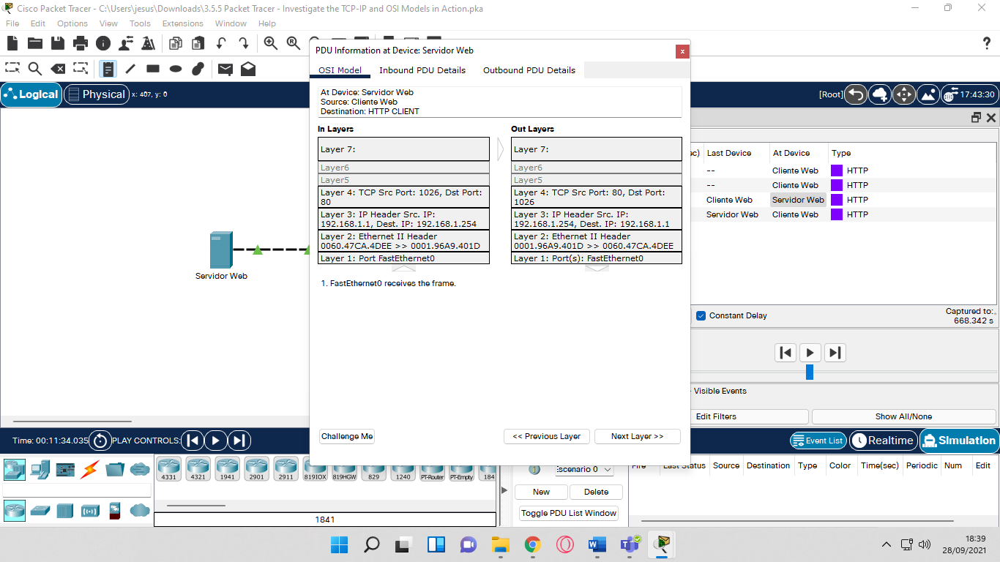 Cisco Packet Tracer - C:\Users\jesus\Downloads\3.5.5 Packet Tracer - Investigate the TCP-IP and OSI Models in Action.pka
File Edit Options View Tools Extensions Window Help
PDU Information at Device: Servidor Web
x
OSI Model Inbound PDU Details Outbound PDU Details
Logical Physical x: 407, y: 0
[Root] 17:43:30
At Device: Servidor Web
Source: Cliente Web
Destination: HTTP CLIENT
In Layers Out Layers
Layer 7: Layer 7:
Layer6 Layer6
Layer5 Layer5
Layer 4: TCP Src Port: 1026, Dst Port:
80
Layer 4: TCP Src Port: 80, Dst Port:
1026
Layer 3: IP Header Src. IP:
192.168.1.1, Dest. IP: 192.168.1.254
Layer 3: IP Header Src. IP:
192.168.1.254, Dest. IP: 192.168.1.1
Layer 2: Ethernet II Header
0060.47CA.4DEE >> 0001.96A9.401D
Layer 2: Ethernet II Header
0001.96A9.401D >> 0060.47CA.4DEE
Layer 1: Port FastEthernet0
Layer 1: Port(s): FastEthernet0
1. FastEthernet0 receives the frame.
Challenge Me << Previous Layer Next Layer >>
Servidor Web
ec) Last Device At Device Type
-- Cliente Web HTTP
-- Cliente Web HTTP
Cliente Web Servidor Web HTTP
Servidor Web Cliente Web HTTP
Constant Delay
Captured to:
668.342 s
Visible Events
Edit Filters Show All/None
Time: 00:11:34.035 PLAY CONTROLS:
Event List Realtime Simulation
4331 4321 1941 2901 2911 819IOX 819HGW 829 1240 PT-Router PT-Empty 184
1841
Scenario 0
New Delete
Toggle PDU List Window
Fire Last Status Source Destination Type Color Time(sec) Periodic Num Edit
18:39
28/09/2021